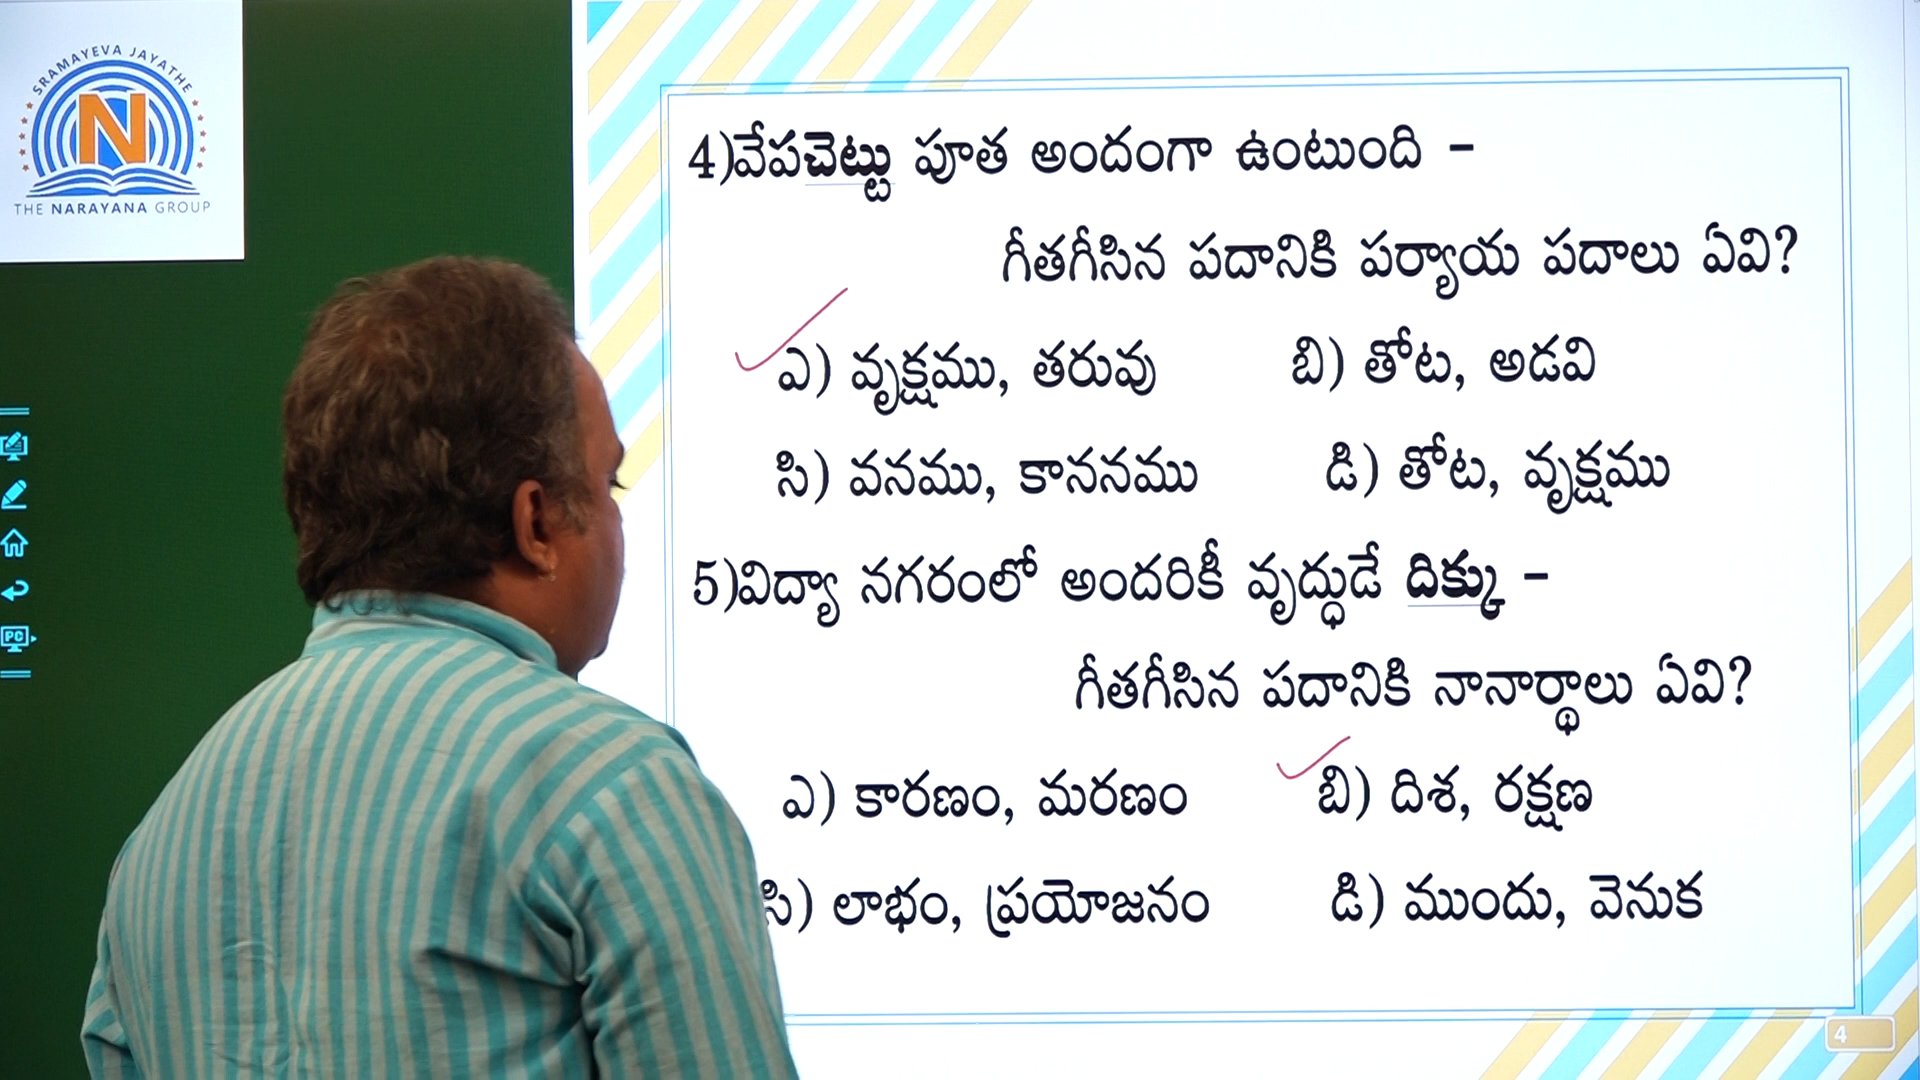 SRAMAYEVA JAYATHE
N
THE NARAYANA GROUP
4)వేపచెట్టు పూత అందంగా ఉంటుంది –
గీతగీసిన పదానికి పర్యాయ పదాలు ఏవి?
ఎ) వృక్షము, తరువు బి) తోట, అడవి
సి) వనము, కాననము డి) తోట, వృక్షము
5)విద్యా నగరంలో అందరికీ వృద్ధుడే దిక్కు –
గీతగీసిన పదానికి నానార్థాలు ఏవి?
ఎ) కారణం, మరణం బి) దిశ, రక్షణ
సి) లాభం, ప్రయోజనం డి) ముందు, వెనుక
PC
4